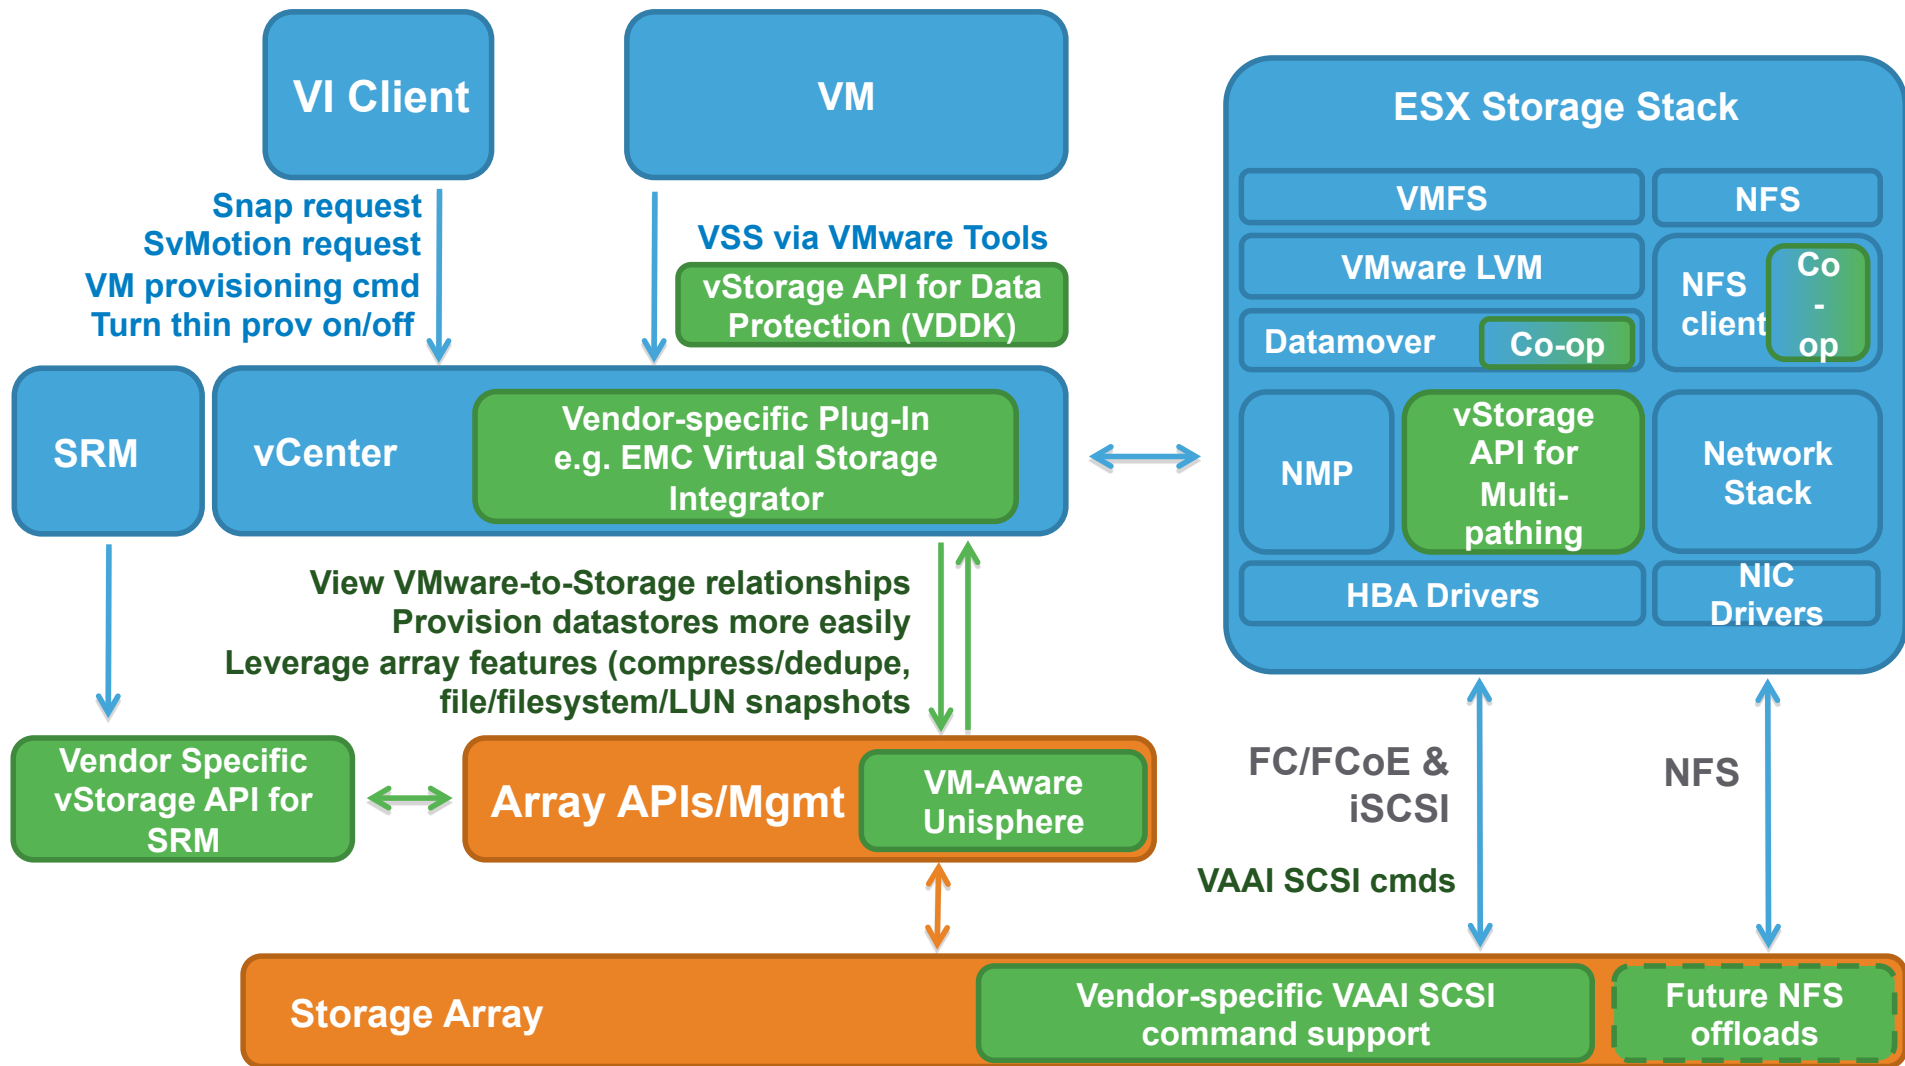 VI Client
VM
Snap request
SvMotion request
VM provisioning cmd
Turn thin prov on/off
VSS via VMware Tools
vStorage API for Data
Protection (VDDK)
SRM
vCenter
Vendor-specific Plug-In
e.g. EMC Virtual Storage
Integrator
View VMware-to-Storage relationships
Provision datastores more easily
Leverage array features (compress/dedupe,
file/filesystem/LUN snapshots
Vendor Specific
vStorage API for
SRM
Array APIs/Mgmt
VM-Aware
Unisphere
ESX Storage Stack
VMFS
NFS
VMware LVM
NFS
client
Co
-
op
Datamover
Co-op
NMP
vStorage
API for
Multi-
pathing
Network
Stack
HBA Drivers
NIC
Drivers
FC/FCoE &
iSCSI
NFS
VAAI SCSI cmds
Storage Array
Vendor-specific VAAI SCSI
command support
Future NFS
offloads